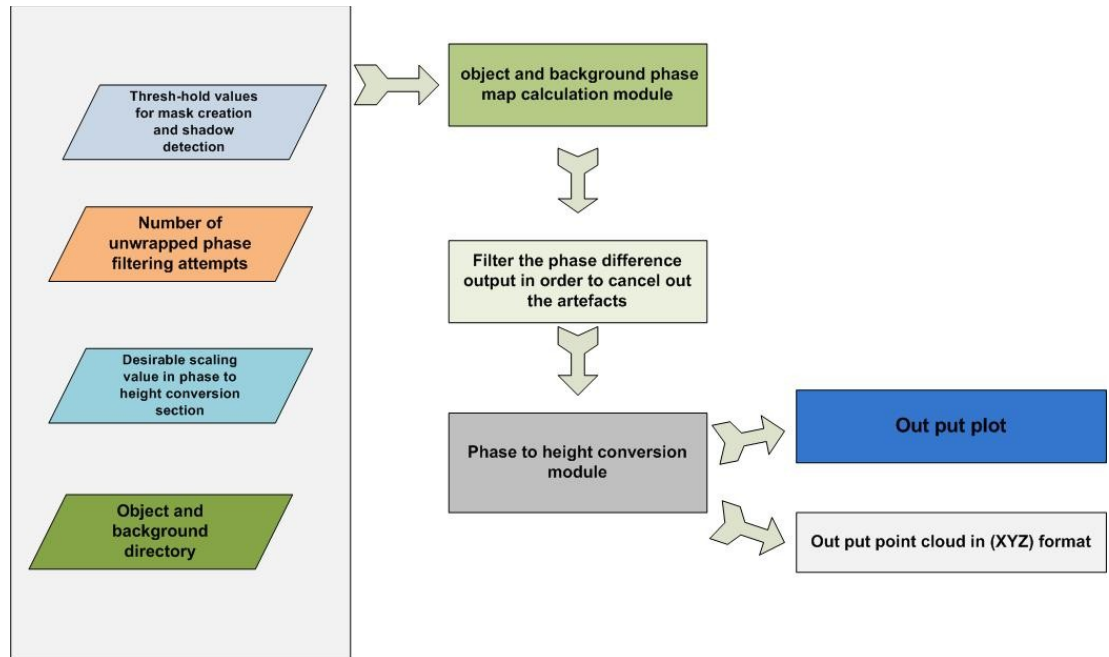 Thresh-hold values
for mask creation
and shadow
detection
Number of
unwrapped phase
filtering attempts
Desirable scaling
value in phase to
height conversion
section
Object and
background
directory
object and background phase
map calculation module
Filter the phase difference
output in order to cancel out
the artefacts
Phase to height conversion
module
Out put plot
Out put point cloud in (XYZ) format